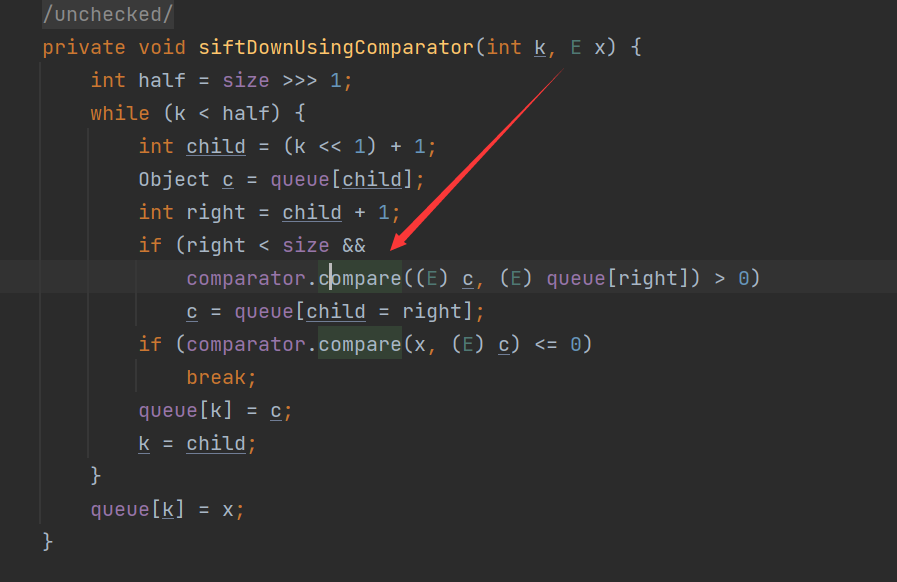 /unchecked/
private void siftDownUsingComparator(int k, E x) {
int half = size >>> 1;
while (k < half) {
int child = (k << 1) + 1;
Object c = queue[child];
int right = child + 1;
if (right < size &&
comparator.compare((E) c, (E) queue[right]) > 0)
c = queue[child = right];
if (comparator.compare(x, (E) c) <= 0)
break;
queue[k] = c;
k = child;
}
queue[k] = x;
}